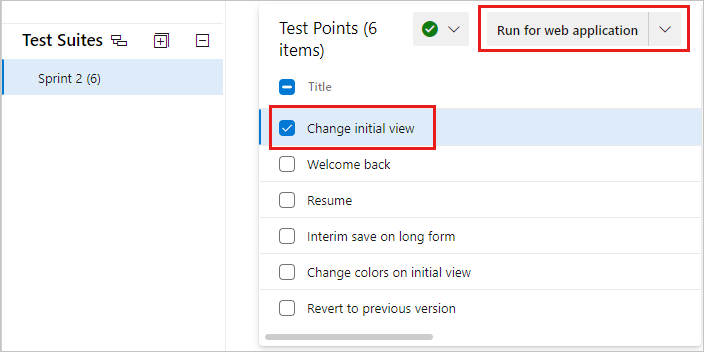 Test Suites
Sprint 2 (6)
Test Points (6
items)
Run for web application
Title
Change initial view
Welcome back
Resume
Interim save on long form
Change colors on initial view
Revert to previous version